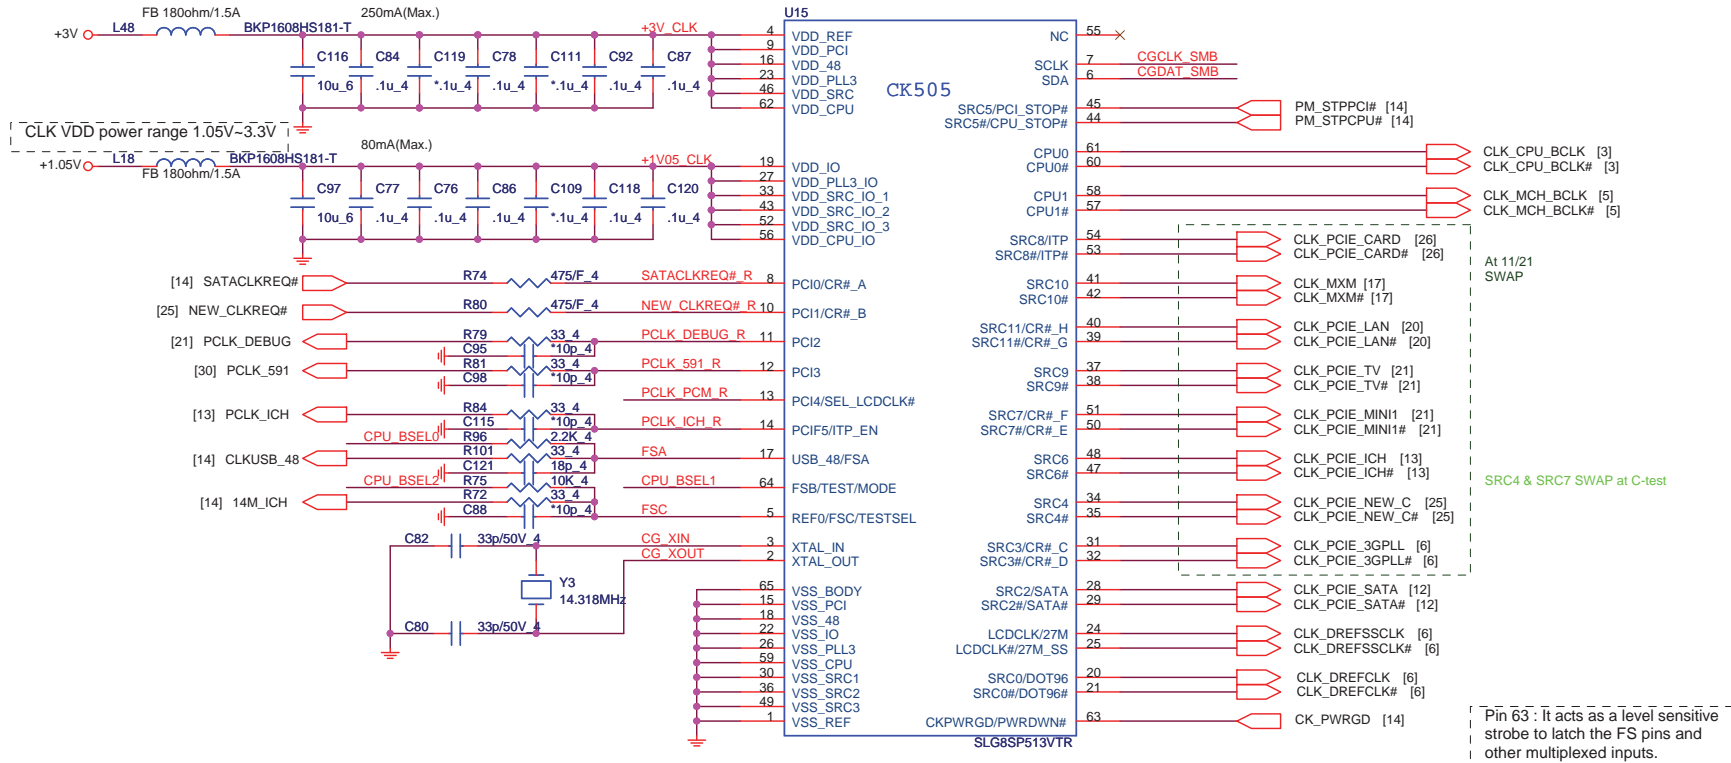 FB 180ohm/1.5A
250mA(Max.)
U15
+3V
L48
BKP1608HS181-T
+3V_CLK
C116
10u_6
C84
.1u_4
C119
*.1u_4
C78
.1u_4
C111
*.1u_4
C92
.1u_4
C87
.1u_4
CLK VDD power range 1.05V~3.3V
80mA(Max.)
+1.05V
L18
BKP1608HS181-T
FB 180ohm/1.5A
+1V05_CLK
C97
10u_6
C77
.1u_4
C76
.1u_4
C86
.1u_4
C109
*.1u_4
C118
.1u_4
C120
.1u_4
[14] SATACLKREQ#
R74
475/F_4
SATACLKREQ#_R
[25] NEW_CLKREQ#
R80
475/F_4
NEW_CLKREQ#_R
[21] PCLK_DEBUG
R79
33_4
PCLK_DEBUG_R
C95
*10p_4
[30] PCLK_591
R81
33_4
PCLK_591_R
C98
*10p_4
PCLK_PCM_R
[13] PCLK_ICH
R84
33_4
C115
*10p_4
PCLK_ICH_R
CPU_BSEL0
R96
2.2K_4
[14] CLKUSB_48
R101
33_4
FSA
C121
18p_4
CPU_BSEL2
R75
10K_4
CPU_BSEL1
[14] 14M_ICH
R72
33_4
C88
*10p_4
FSC
C82
33p/50V_4
CG_XIN
CG_XOUT
Y3
14.318MHz
C80
33p/50V_4
CK505
4 VDD_REF
9 VDD_PCI
16 VDD_48
23 VDD_PLL3
46 VDD_SRC
62 VDD_CPU
19 VDD_IO
27 VDD_PLL3_IO
33 VDD_SRC_IO_1
43 VDD_SRC_IO_2
52 VDD_SRC_IO_3
56 VDD_CPU_IO
8 PCI0/CR#_A
10 PCI1/CR#_B
11 PCI2
12 PCI3
13 PCI4/SEL_LCDCLK#
14 PCIF5/ITP_EN
17 USB_48/FSA
64 FSB/TEST/MODE
5 REF0/FSC/TESTSEL
3 XTAL_IN
2 XTAL_OUT
65 VSS_BODY
15 VSS_PCI
18 VSS_48
22 VSS_IO
26 VSS_PLL3
59 VSS_CPU
30 VSS_SRC1
36 VSS_SRC2
49 VSS_SRC3
1 VSS_REF
NC 55
SCLK 7 CGCLK_SMB
SDA 6 CGDAT_SMB
SRC5/PCI_STOP# 45 PM_STPPCI# [14]
SRC5#/CPU_STOP# 44 PM_STPCPU# [14]
CPU0 61 CLK_CPU_BCLK [3]
CPU0# 60 CLK_CPU_BCLK# [3]
CPU1 58 CLK_MCH_BCLK [5]
CPU1# 57 CLK_MCH_BCLK# [5]
SRC8/ITP 54 CLK_PCIE_CARD [26]
SRC8#/ITP# 53 CLK_PCIE_CARD# [26]
SRC10 41 CLK_MXM [17]
SRC10# 42 CLK_MXM# [17]
SRC11/CR#_H 40 CLK_PCIE_LAN [20]
SRC11#/CR#_G 39 CLK_PCIE_LAN# [20]
SRC9 37 CLK_PCIE_TV [21]
SRC9# 38 CLK_PCIE_TV# [21]
SRC7/CR#_F 51 CLK_PCIE_MINI1 [21]
SRC7#/CR#_E 50 CLK_PCIE_MINI1# [21]
SRC6 48 CLK_PCIE_ICH [13]
SRC6# 47 CLK_PCIE_ICH# [13]
SRC4 34 CLK_PCIE_NEW_C [25]
SRC4# 35 CLK_PCIE_NEW_C# [25]
SRC3/CR#_C 31 CLK_PCIE_3GPLL [6]
SRC3#/CR#_D 32 CLK_PCIE_3GPLL# [6]
SRC2/SATA 28 CLK_PCIE_SATA [12]
SRC2#/SATA# 29 CLK_PCIE_SATA# [12]
LCDCLK/27M 24 CLK_DREFSSCLK [6]
LCDCLK#/27M_SS 25 CLK_DREFSSCLK# [6]
SRC0/DOT96 20 CLK_DREFCLK [6]
SRC0#/DOT96# 21 CLK_DREFCLK# [6]
CKPWRGD/PWRDWN# 63 CK_PWRGD [14]
SLG8SP513VTR
At 11/21
SWAP
SRC4 & SRC7 SWAP at C-test
Pin 63 : It acts as a level sensitive
strobe to latch the FS pins and
other multiplexed inputs.